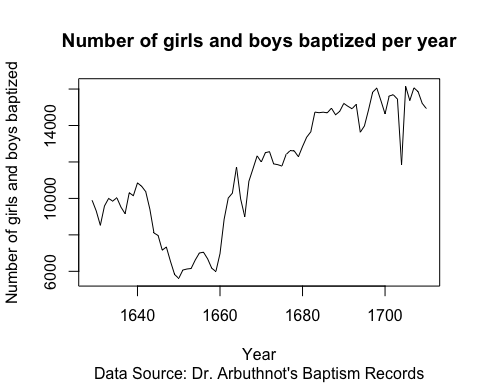 Number of girls and boys baptized per year
Number of girls and boys baptized
14000
10000
6000
1640 1660 1680 1700
Year
Data Source: Dr. Arbuthnot's Baptism Records